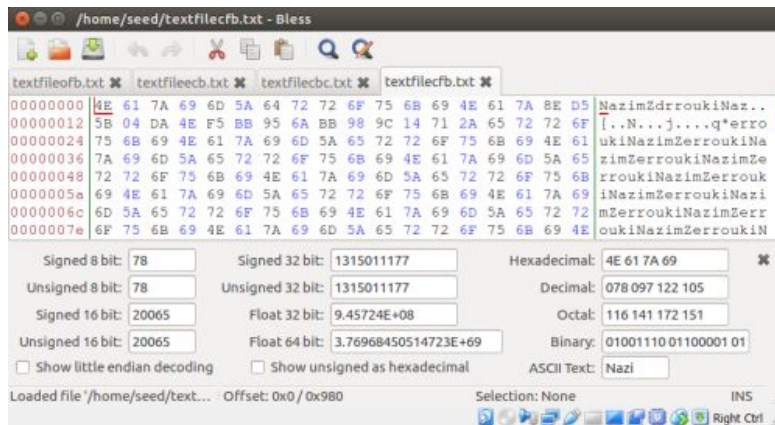 /home/seed/textfilecfb.txt - Bless
textfileofb.txt ✖ textfileecb.txt ✖ textfilecbc.txt ✖ textfilecfb.txt ✖
00000000 4E 61 7A 69 6D 5A 64 72 72 6F 75 6B 69 4E 61 7A 8E D5 NazimZdrroukiNaz..
00000012 5B 04 DA 4E F5 BB 95 6A BB 98 9C 14 71 2A 65 72 72 6F [..N...j....q*erro
00000024 75 6B 69 4E 61 7A 69 6D 5A 65 72 72 6F 75 6B 69 4E 61 ukiNazimZerroukiNa
00000036 7A 69 6D 5A 65 72 72 6F 75 6B 69 4E 61 7A 69 6D 5A 65 zimZerroukiNazimZe
00000048 72 72 6F 75 6B 69 4E 61 7A 69 6D 5A 65 72 72 6F 75 6B rroukiNazimZerrouk
0000005a 69 4E 61 7A 69 6D 5A 65 72 72 6F 75 6B 69 4E 61 7A 69 iNazimZerroukiNazi
0000006c 6D 5A 65 72 72 6F 75 6B 69 4E 61 7A 69 6D 5A 65 72 72 mZerroukiNazimZerr
0000007e 6F 75 6B 69 4E 61 7A 69 6D 5A 65 72 72 6F 75 6B 69 4E oukiNazimZerroukiN
Signed 8 bit: 78 Signed 32 bit: 1315011177 Hexadecimal: 4E 61 7A 69
Unsigned 8 bit: 78 Unsigned 32 bit: 1315011177 Decimal: 078 097 122 105
Signed 16 bit: 20065 Float 32 bit: 9.45724E+08 Octal: 116 141 172 151
Unsigned 16 bit: 20065 Float 64 bit: 3.76968450514723E+69 Binary: 01001110 01100001 01
Show little endian decoding Show unsigned as hexadecimal ASCII Text: Nazi
Loaded file '/home/seed/text... Offset: 0x0 / 0x980 Selection: None INS
Right Ctrl